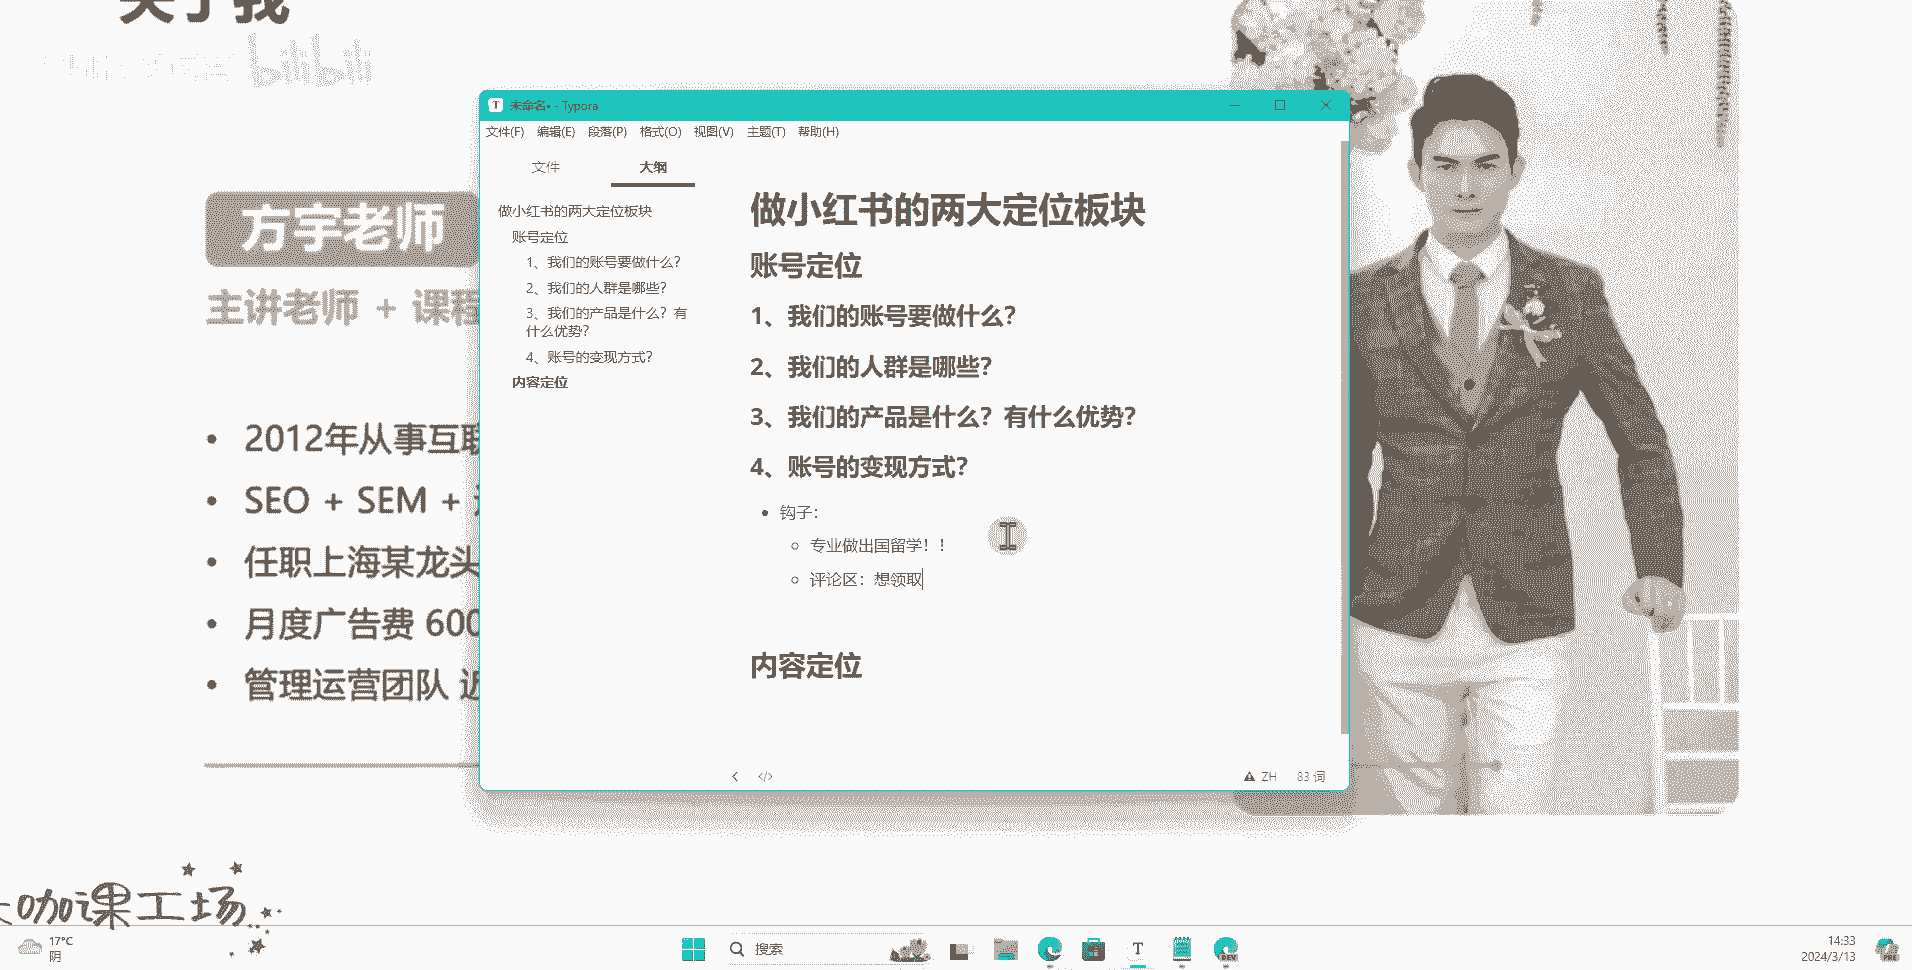 关于我
bilibili
方宇老师
主讲老师 + 课程
2012年从事互联
SEO + SEM +
任职上海某龙头
月度广告费 600
管理运营团队 近
咖课工场
未命名• - Typora
文件(F) 编辑(E) 段落(P) 格式(O) 视图(V) 主题(T) 帮助(H)
文件 大纲
做小红书的两大定位板块
账号定位
1、我们的账号要做什么？
2、我们的人群是哪些？
3、我们的产品是什么？有
什么优势？
4、账号的变现方式？
内容定位
做小红书的两大定位板块
账号定位
1、我们的账号要做什么？
2、我们的人群是哪些？
3、我们的产品是什么？有什么优势？
4、账号的变现方式？
钩子：
专业做出国留学！！
评论区：想领取
内容定位
ZH 83 词
17°C
阴
搜索
DEV
14:33
2024/3/13
PRE